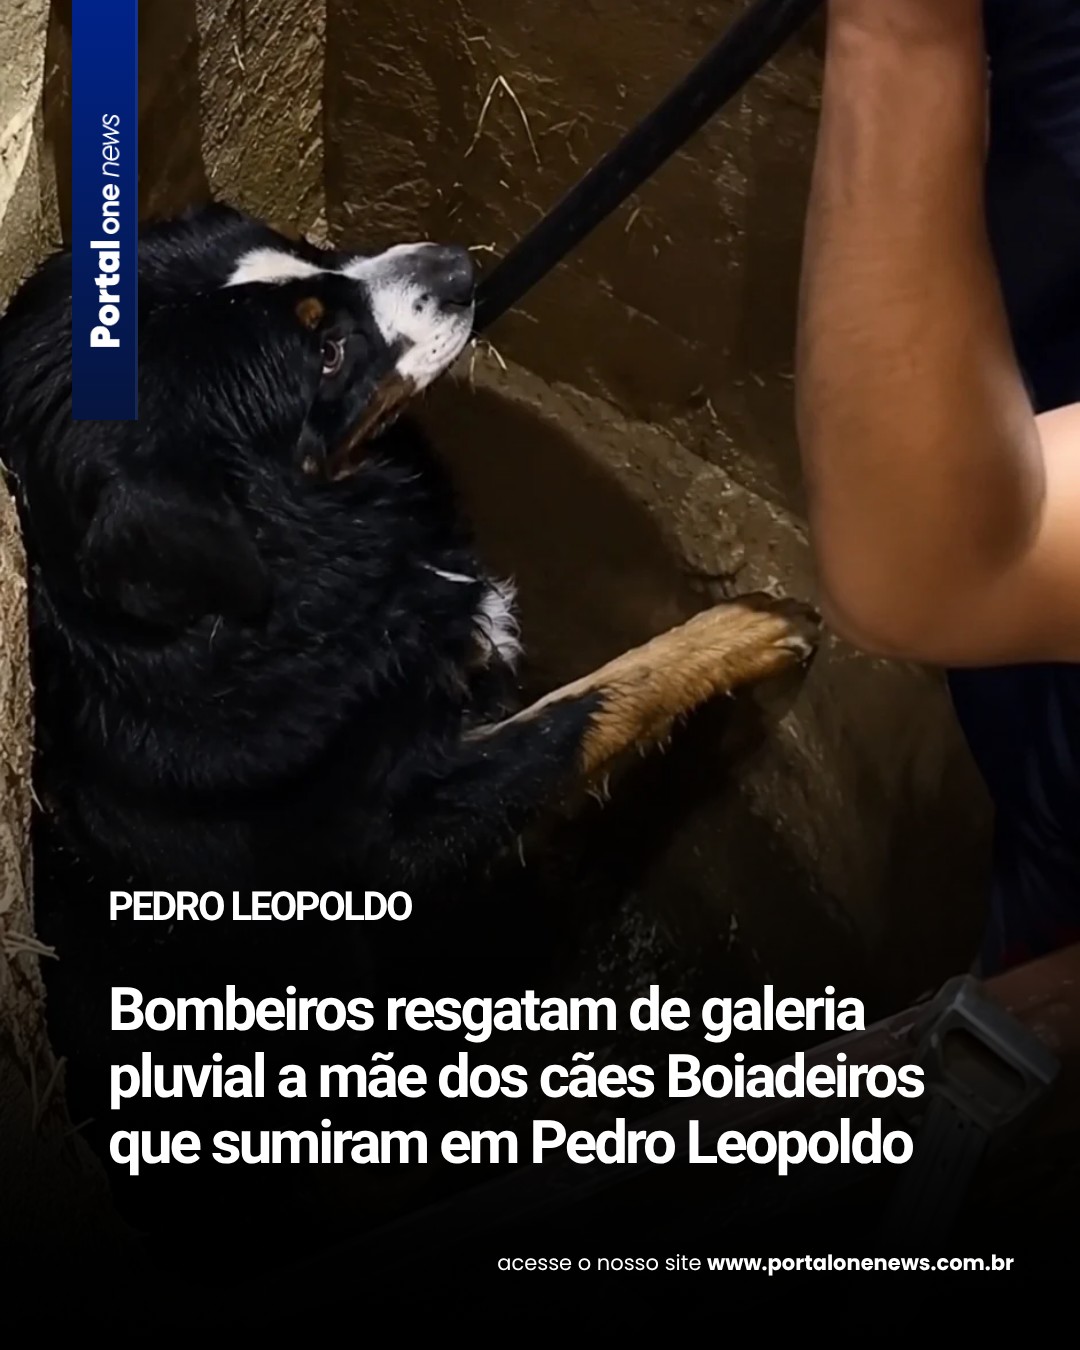 Portal one news
PEDRO LEOPOLDO
Bombeiros resgatam de galeria
pluvial a mãe dos cães Boiadeiros
que sumiram em Pedro Leopoldo
acesse o nosso site www.portalonenews.com.br